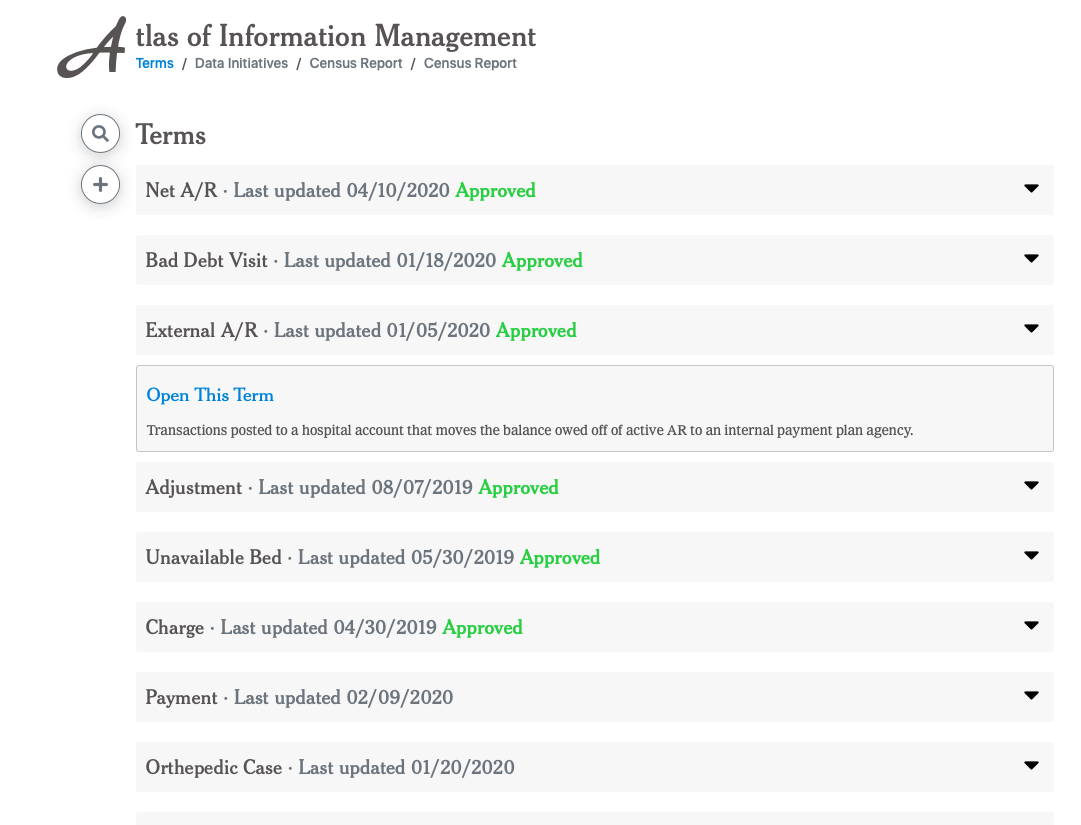 Atlas of Information Management
Terms / Data Initiatives / Census Report / Census Report
Terms
Net A/R · Last updated 04/10/2020 Approved
Bad Debt Visit · Last updated 01/18/2020 Approved
External A/R · Last updated 01/05/2020 Approved
Open This Term
Transactions posted to a hospital account that moves the balance owed off of active AR to an internal payment plan agency.
Adjustment · Last updated 08/07/2019 Approved
Unavailable Bed · Last updated 05/30/2019 Approved
Charge · Last updated 04/30/2019 Approved
Payment · Last updated 02/09/2020
Orthepedic Case · Last updated 01/20/2020